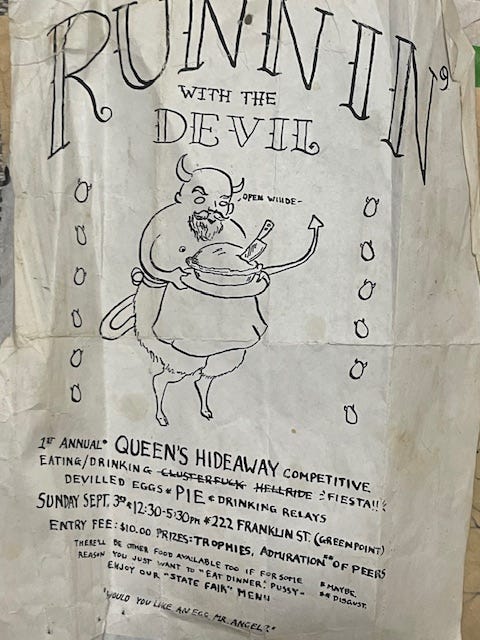 RUNNIN'
WITH THE
DEVIL
OPEN WIIDE-
1ST ANNUAL* QUEEN'S HIDEAWAY COMPETITIVE
EATING/DRINKING CLUSTERFUCK HELLRIDE FIESTA!!
DEVILLED EGGS * PIE * DRINKING RELAYS
SUNDAY SEPT. 3RD * 12:30-5:30PM * 222 FRANKLIN ST. (GREENPOINT)
ENTRY FEE: $10.00 PRIZES: TROPHIES, ADMURATION** OF PEERS
THERE'LL BE OTHER FOOD AVAILABLE TOO IF FOR SOME
REASON YOU JUST WANT TO "EAT DINNER", PUSSY-
ENJOY OUR "STATE FAIR" MENU
* MAYBE.
** DISGUST.
"WOULD YOU LIKE AN EGG MR. ANGEL?"